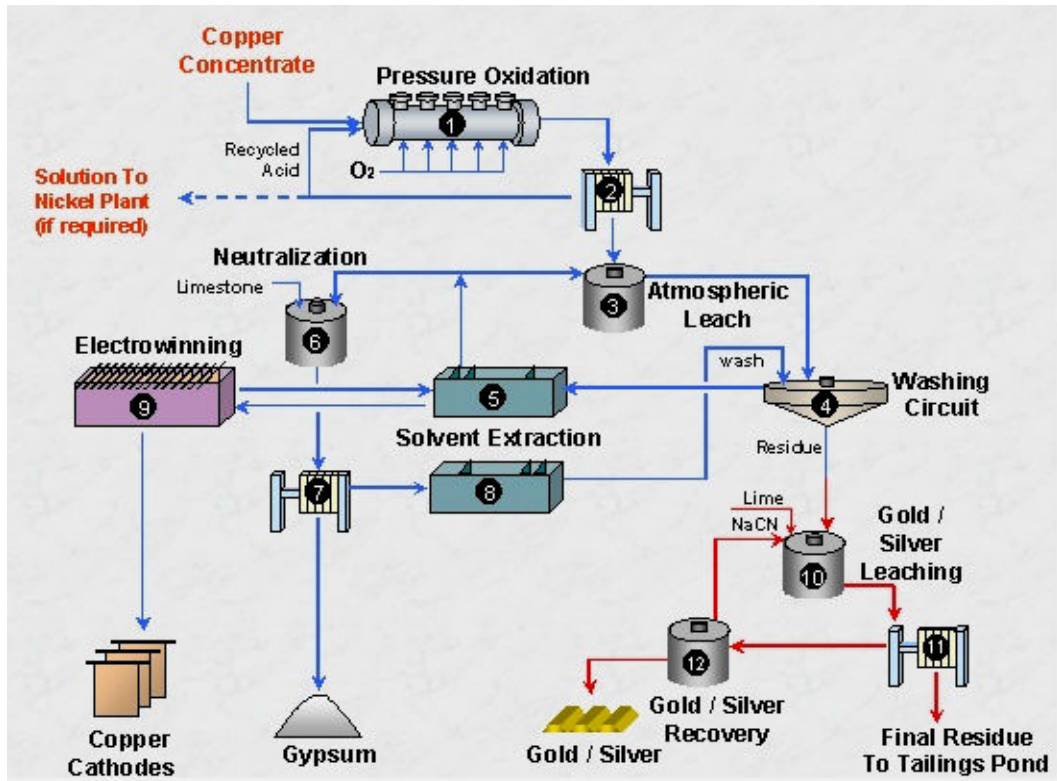 Copper
Concentrate
Pressure Oxidation
1
Recycled
Acid
O₂
Solution To
Nickel Plant
(if required)
2
Neutralization
Limestone
3
Atmospheric
Leach
6
Electrowinning
wash
9
5
4
Washing
Circuit
Solvent Extraction
Residue
7
8
Lime
NaCN
Gold /
Silver
Leaching
10
11
12
Gold / Silver
Recovery
Copper
Cathodes
Gypsum
Gold / Silver
Final Residue
To Tailings Pond